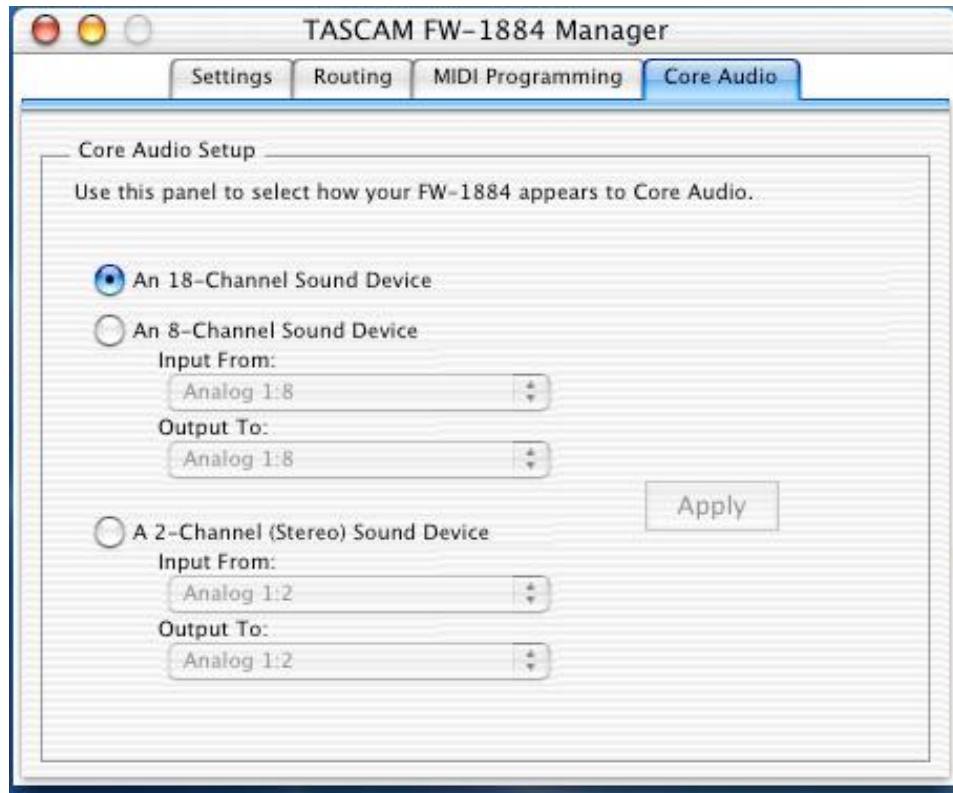 TASCAM FW-1884 Manager
Settings Routing MIDI Programming Core Audio
Core Audio Setup
Use this panel to select how your FW-1884 appears to Core Audio.
An 18-Channel Sound Device
An 8-Channel Sound Device
Input From:
Analog 1:8
Output To:
Analog 1:8
Apply
A 2-Channel (Stereo) Sound Device
Input From:
Analog 1:2
Output To:
Analog 1:2